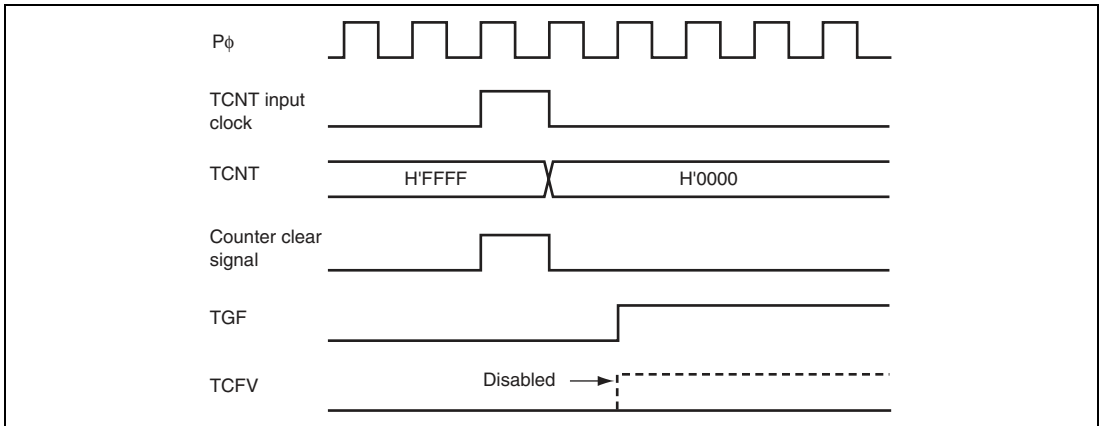 Pϕ
TCNT input
clock
TCNT
H'FFFF
H'0000
Counter clear
signal
TGF
TCFV
Disabled